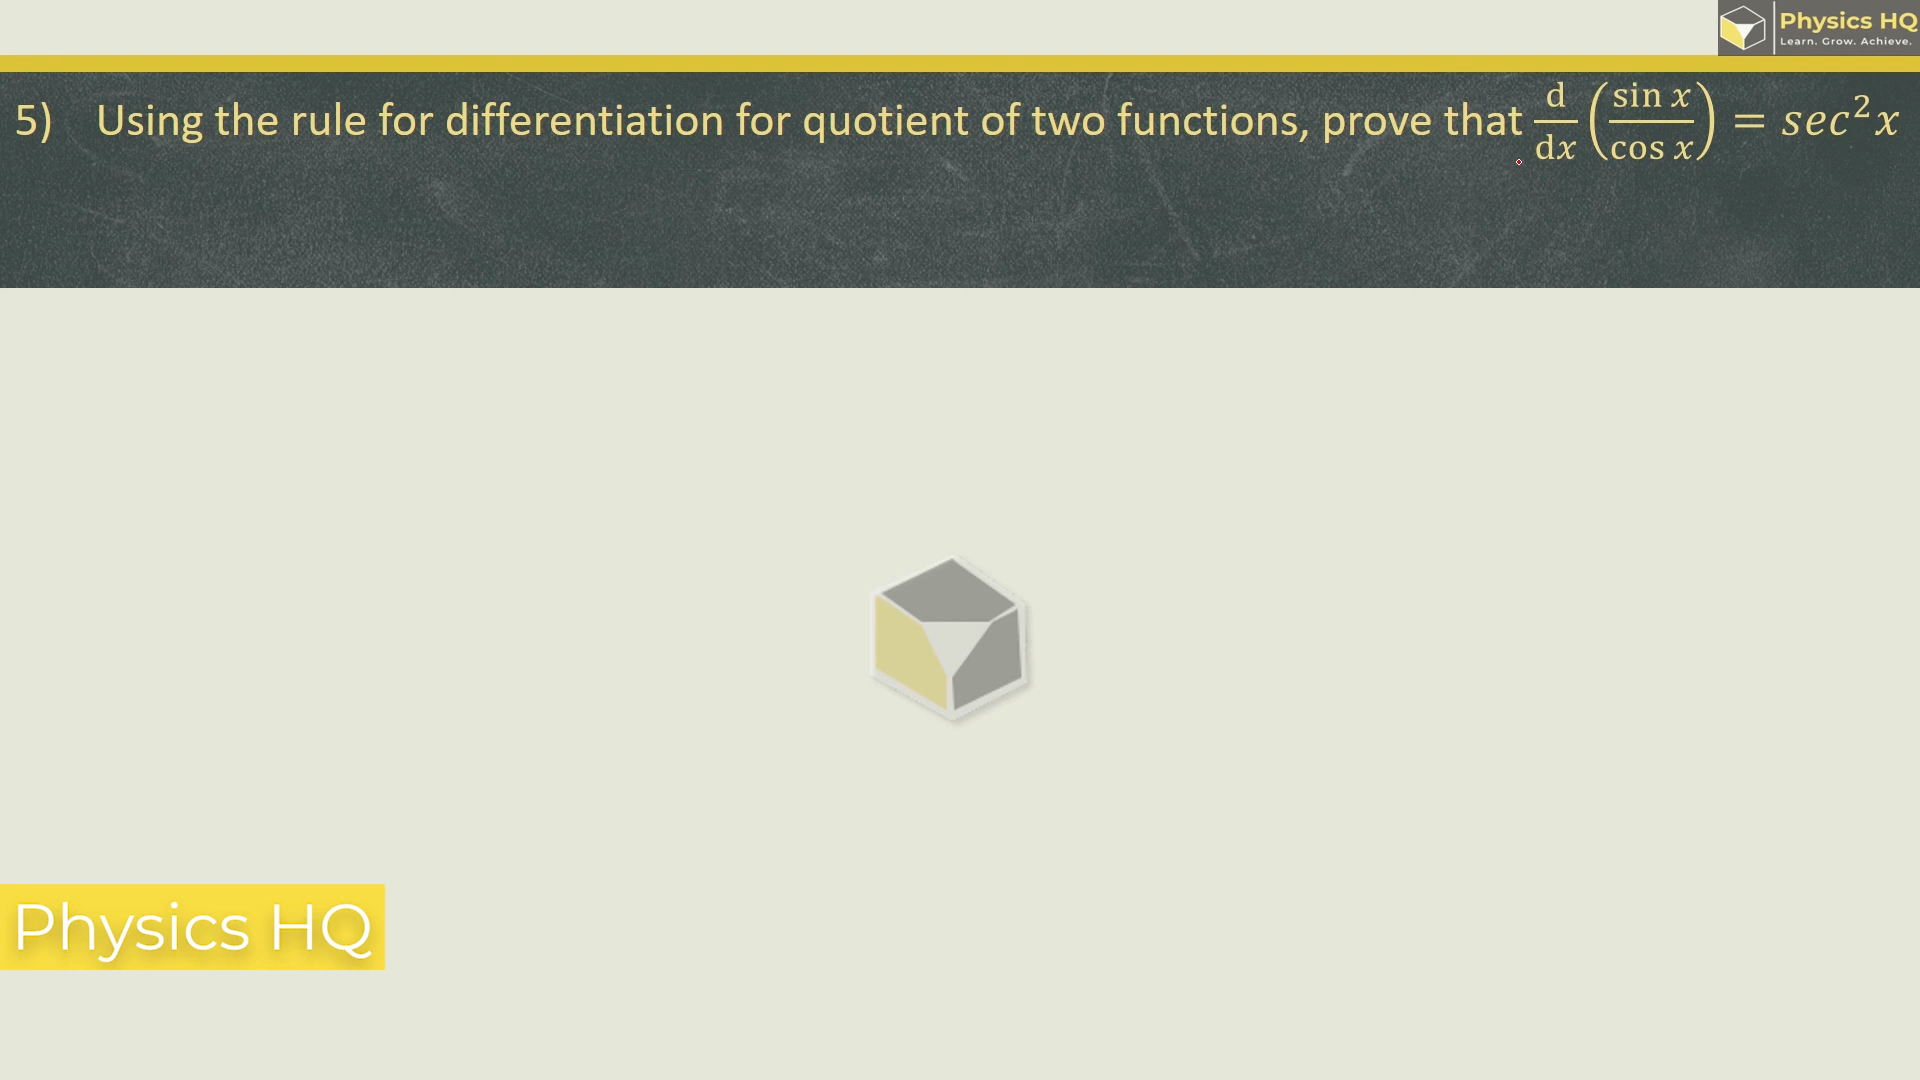 Physics HQ
Learn. Grow. Achieve.
5) Using the rule for differentiation for quotient of two functions, prove that d/dx (sin x/cos x) = sec²x
Physics HQ